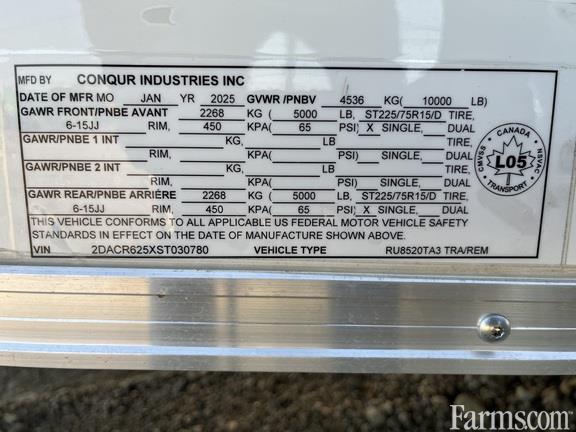 MFD BY CONQUR INDUSTRIES INC
DATE OF MFR MO JAN YR 2025 GVWR /PNBV 4536 KG( 10000 LB)
GAWR FRONT/PNBE AVANT 2268 KG ( 5000 LB, ST225/75R15/D TIRE,
6-15JJ RIM, 450 KPA( 65 PSI) X SINGLE, DUAL
GAWR/PNBE 1 INT KG, LB TIRE,
RIM, KPA( PSI) SINGLE, DUAL
GAWR/PNBE 2 INT KG, LB TIRE,
RIM, KPA( PSI) SINGLE, DUAL
GAWR REAR/PNBE ARRIÈRE 2268 KG ( 5000 LB, ST225/75R15/D TIRE,
6-15JJ RIM, 450 KPA( 65 PSI) X SINGLE, DUAL
THIS VEHICLE CONFORMS TO ALL APPLICABLE US FEDERAL MOTOR VEHICLE SAFETY
STANDARDS IN EFFECT ON THE DATE OF MANUFACTURE SHOWN ABOVE.
VIN 2DACR625XST030780 VEHICLE TYPE RU8520TA3 TRA/REM
CANADA
CMVSS L05 NSVAC
TRANSPORT
Farms.com